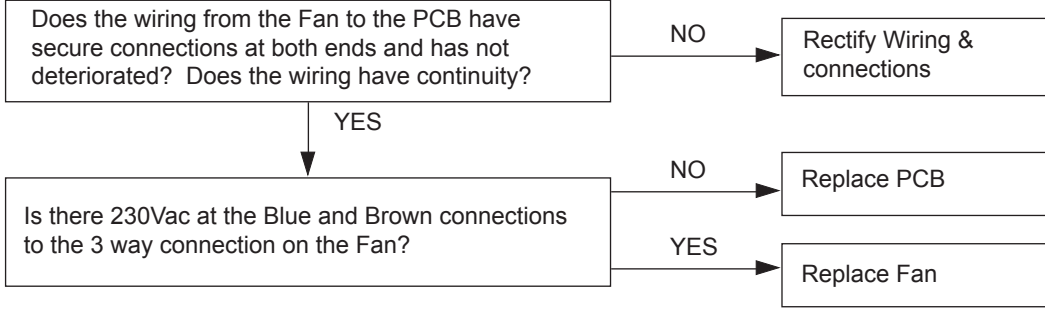 Does the wiring from the Fan to the PCB have
secure connections at both ends and has not
deteriorated?  Does the wiring have continuity?
NO
Rectify Wiring &
connections
YES
Is there 230Vac at the Blue and Brown connections
to the 3 way connection on the Fan?
NO
Replace PCB
YES
Replace Fan